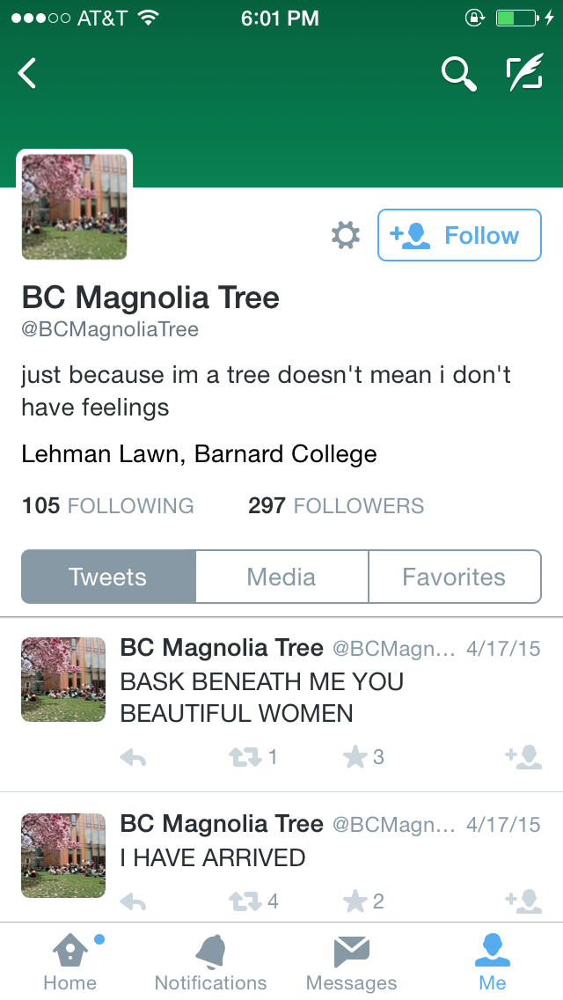 AT&T 6:01 PM
Follow
BC Magnolia Tree
@BCMagnoliaTree
just because im a tree doesn't mean i don't
have feelings
Lehman Lawn, Barnard College
105 FOLLOWING 297 FOLLOWERS
Tweets Media Favorites
BC Magnolia Tree @BCMagn... 4/17/15
BASK BENEATH ME YOU
BEAUTIFUL WOMEN
1 3
BC Magnolia Tree @BCMagn... 4/17/15
I HAVE ARRIVED
4 2
Home Notifications Messages Me